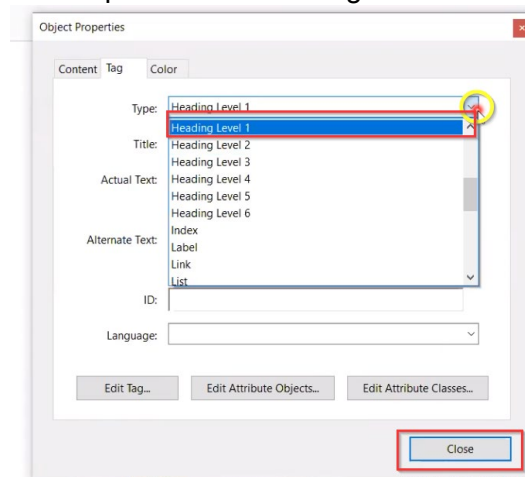 Object Properties
Content Tag Color
Type: Heading Level 1
Heading Level 1
Title: Heading Level 2
Heading Level 3
Actual Text: Heading Level 4
Heading Level 5
Heading Level 6
Index
Alternate Text: Label
Link
List
ID:
Language:
Edit Tag... Edit Attribute Objects... Edit Attribute Classes...
Close